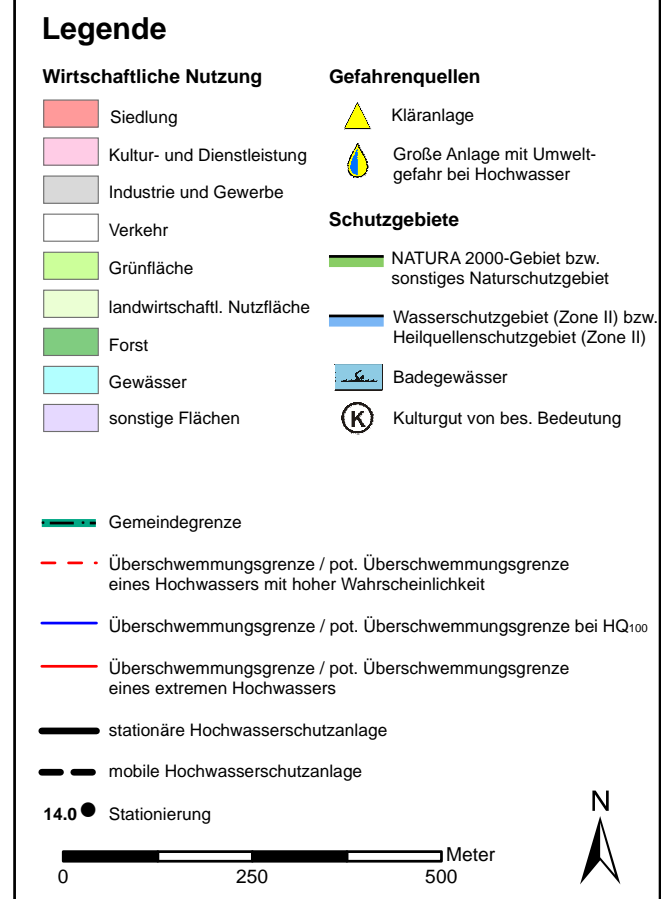 Legende
Wirtschaftliche Nutzung
Siedlung
Kultur- und Dienstleistung
Industrie und Gewerbe
Verkehr
Grünfläche
landwirtschaftl. Nutzfläche
Forst
Gewässer
sonstige Flächen
Gefahrenquellen
Kläranlage
Große Anlage mit Umwelt-
gefahr bei Hochwasser
Schutzgebiete
NATURA 2000-Gebiet bzw.
sonstiges Naturschutzgebiet
Wasserschutzgebiet (Zone II) bzw.
Heilquellenschutzgebiet (Zone II)
Badegewässer
K Kulturgut von bes. Bedeutung
Gemeindegrenze
Überschwemmungsgrenze / pot. Überschwemmungsgrenze
eines Hochwassers mit hoher Wahrscheinlichkeit
Überschwemmungsgrenze / pot. Überschwemmungsgrenze bei HQ100
Überschwemmungsgrenze / pot. Überschwemmungsgrenze
eines extremen Hochwassers
stationäre Hochwasserschutzanlage
mobile Hochwasserschutzanlage
14.0 Stationierung
N
Meter
0 250 500